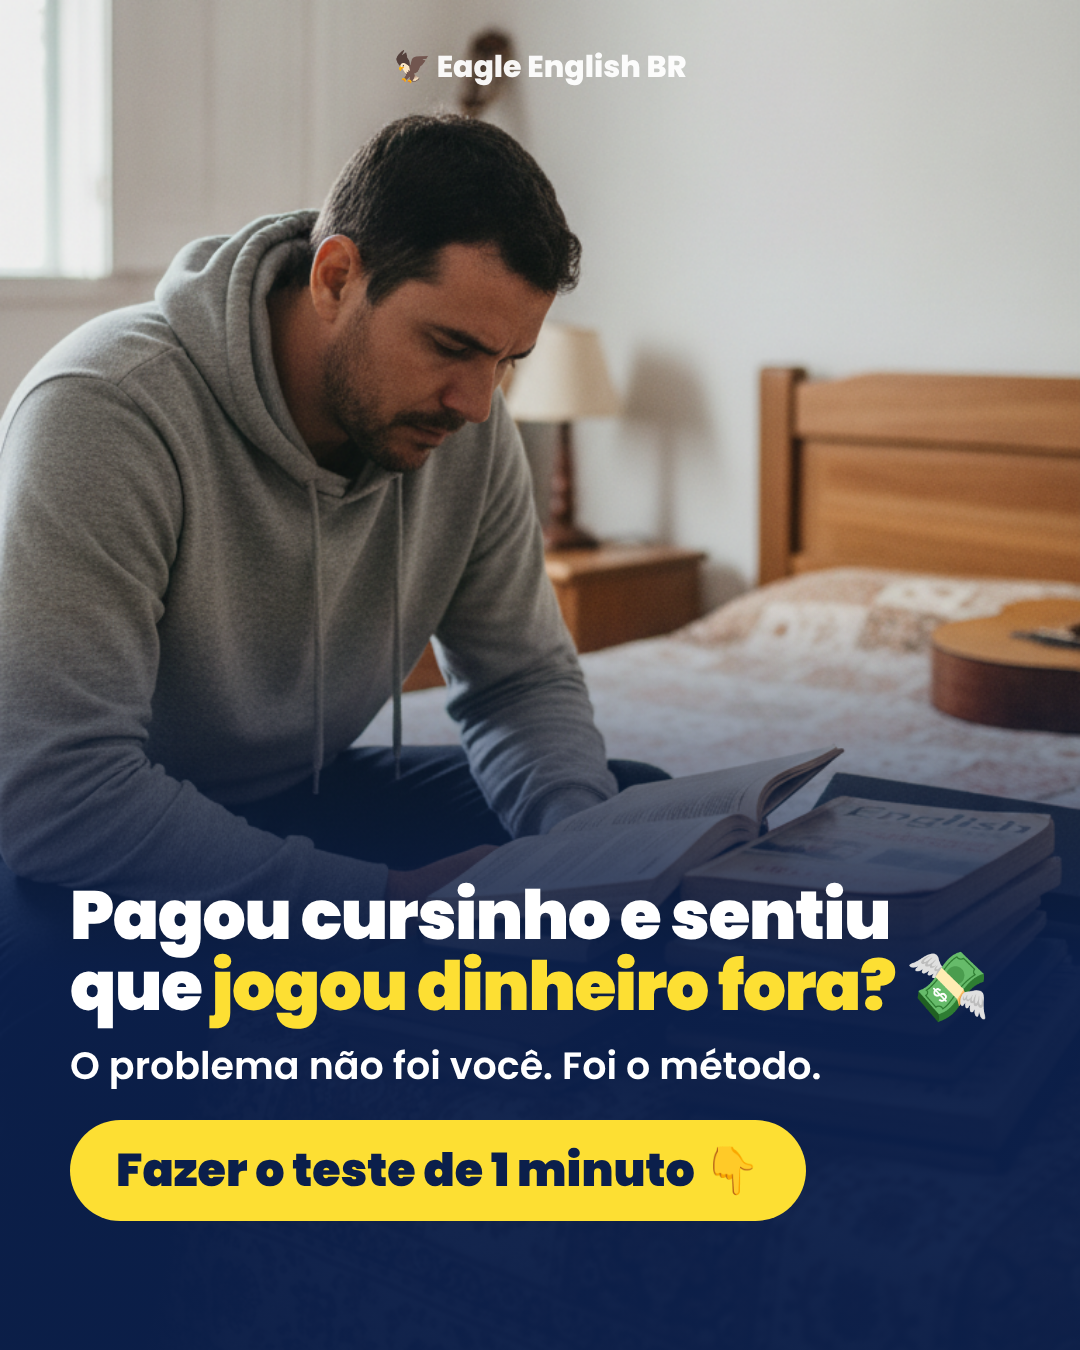 🦅 Eagle English BR
English
Pagou cursinho e sentiu
que jogou dinheiro fora? 💸
O problema não foi você. Foi o método.
Fazer o teste de 1 minuto 👇